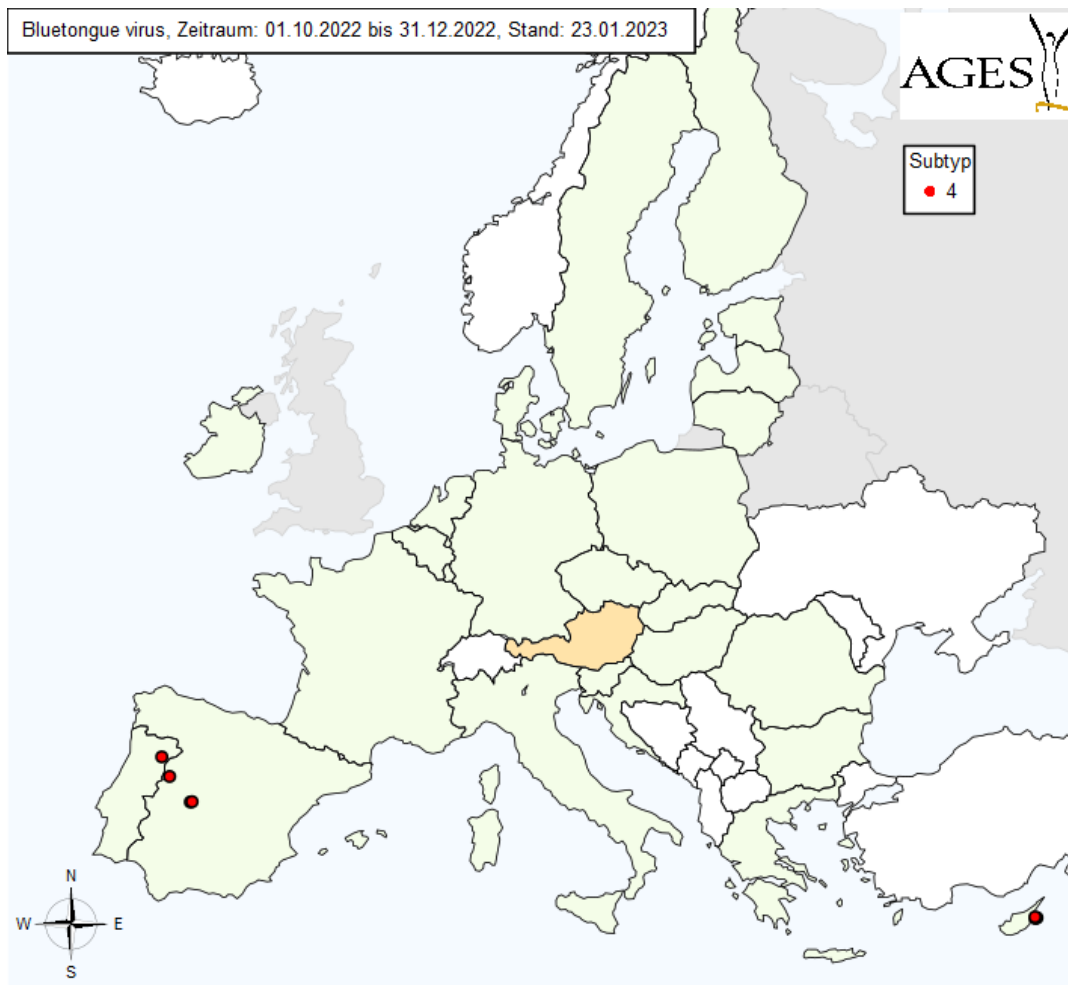 Bluetongue virus, Zeitraum: 01.10.2022 bis 31.12.2022, Stand: 23.01.2023
AGES
Subtyp
4
N
W E
S